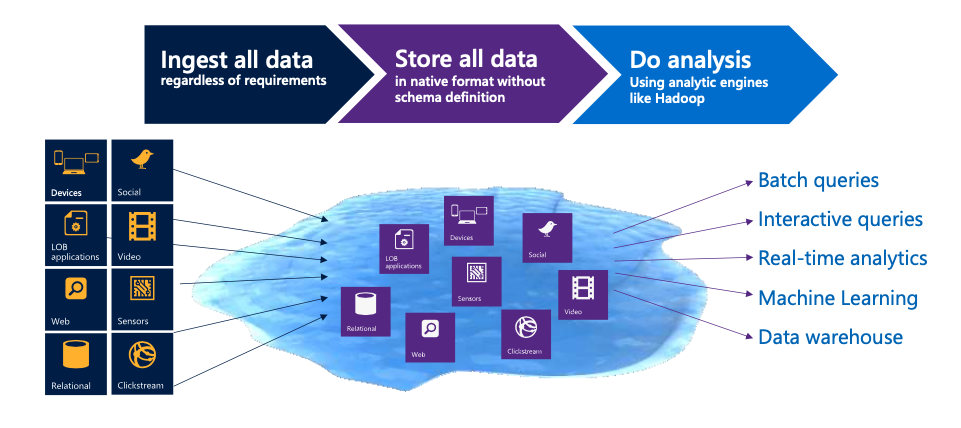 Ingest all data
regardless of requirements
Store all data
in native format without
schema definition
Do analysis
Using analytic engines
like Hadoop
Devices
Social
LOB
applications
Video
Web
Sensors
Relational
Clickstream
Devices
LOB
applications
Social
Sensors
Relational
Video
Web
Clickstream
Batch queries
Interactive queries
Real-time analytics
Machine Learning
Data warehouse